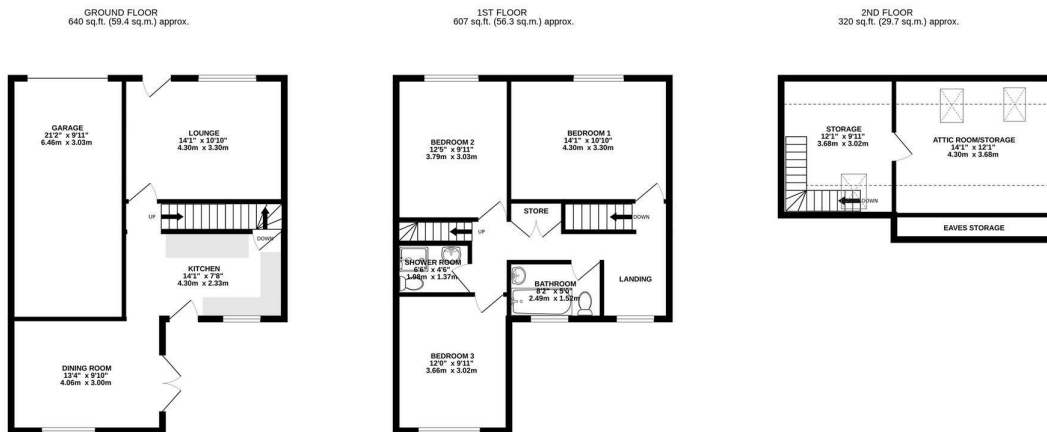 GROUND FLOOR
640 sq.ft. (59.4 sq.m.) approx.
GARAGE
21'2" x 9'11"
6.46m x 3.03m
LOUNGE
14'1" x 10'10"
4.30m x 3.30m
UP
DOWN
KITCHEN
14'1" x 7'8"
4.30m x 2.33m
DINING ROOM
13'4" x 9'10"
4.06m x 3.00m
1ST FLOOR
607 sq.ft. (56.3 sq.m.) approx.
BEDROOM 2
12'5" x 9'11"
3.79m x 3.03m
BEDROOM 1
14'1" x 10'10"
4.30m x 3.30m
STORE
DOWN
UP
SHOWER ROOM
6'6" x 4'6"
1.98m x 1.37m
BATHROOM
8'2" x 5'0"
2.49m x 1.52m
LANDING
BEDROOM 3
12'0" x 9'11"
3.66m x 3.02m
2ND FLOOR
320 sq.ft. (29.7 sq.m.) approx.
STORAGE
12'1" x 9'11"
3.68m x 3.02m
ATTIC ROOM/STORAGE
14'1" x 12'1"
4.30m x 3.68m
DOWN
EAVES STORAGE